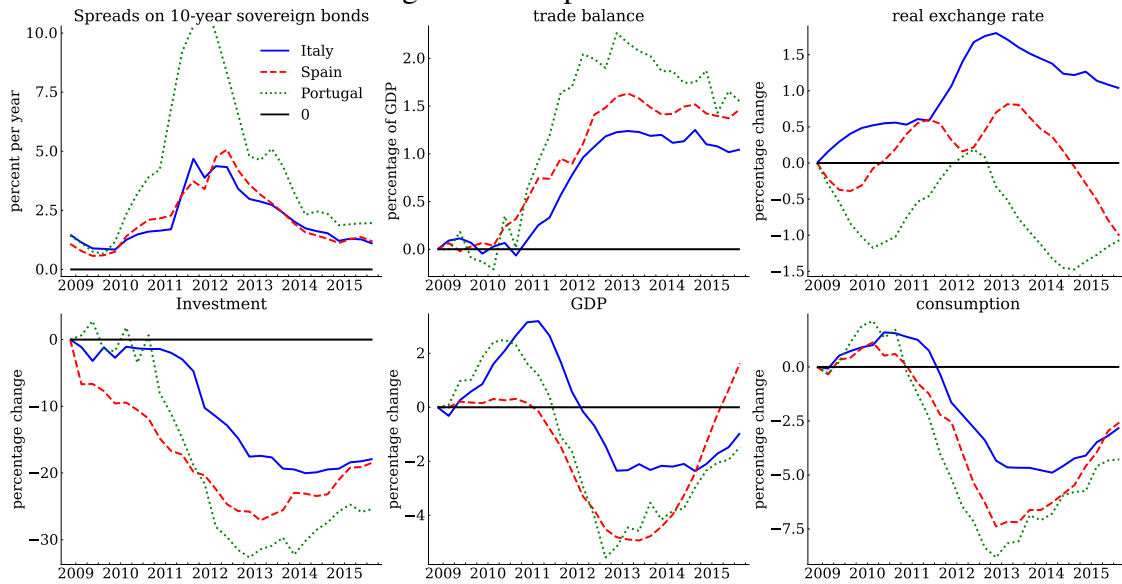 Spreads on 10-year sovereign bonds
percent per year
10.0
7.5
5.0
2.5
0.0
Italy
Spain
Portugal
0
2009 2010 2011 2012 2013 2014 2015
trade balance
percentage of GDP
2.0
1.5
1.0
0.5
0.0
2009 2010 2011 2012 2013 2014 2015
real exchange rate
percentage change
1.5
1.0
0.5
0.0
−0.5
−1.0
−1.5
2009 2010 2011 2012 2013 2014 2015
Investment
percentage change
0
−10
−20
−30
2009 2010 2011 2012 2013 2014 2015
GDP
percentage change
2
0
−2
−4
2009 2010 2011 2012 2013 2014 2015
consumption
percentage change
0.0
−2.5
−5.0
−7.5
2009 2010 2011 2012 2013 2014 2015